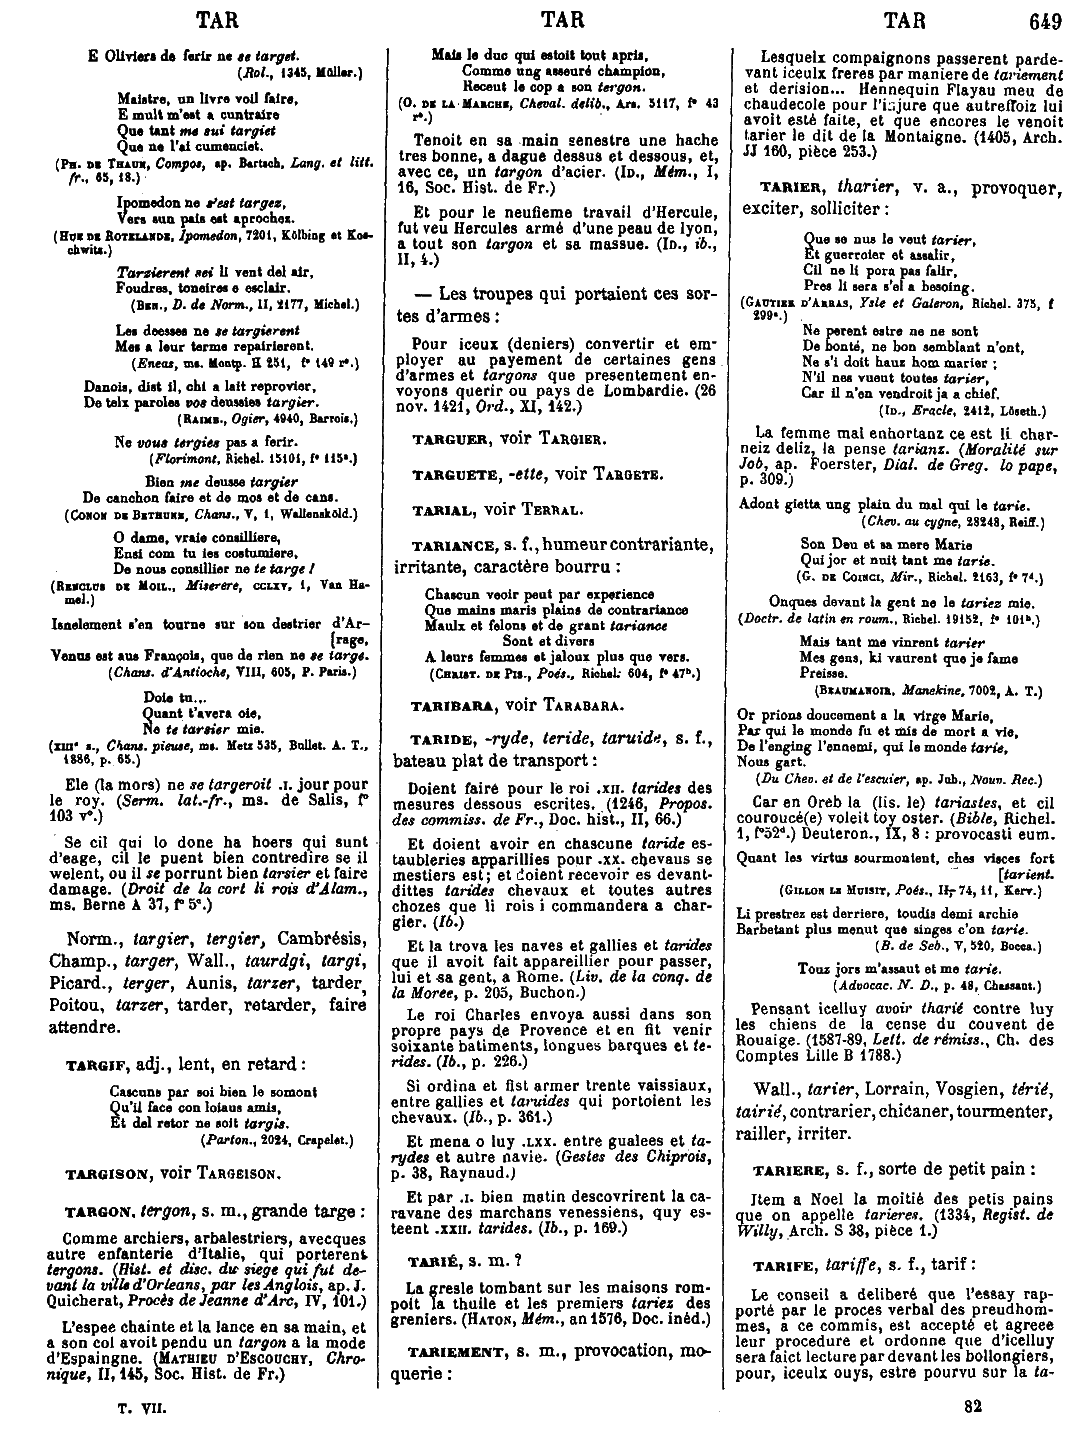 TAR TAR TAR 649
E Oliviers de ferir ne se target.
(Rol., 1345, Müller.)
Maistre, un livre voil faire,
E mult m'est a cuntraire
Que tant me sui targiet
Que ne l'ai cumenciet.
(PH. DE THAUN, Compos, ap. Bartsch, Lang. et litt.
fr., 65, 18.)
Ipomedon ne s'est targez,
Vers sun païs est aprochez.
(HUE DE ROTELANDE, Ipomedon, 7201, Kölbing et Kos-
chwitz.)
Tarzierent sei li vent del air,
Foudres, toneires e esclair.
(BEN., D. de Norm., II, 2177, Michel.)
Les deesses ne se targierent
Mes a leur terme repairierent.
(Eneas, ms. Montp. H 251, f° 149 r°.)
Danois, dist il, chi a lait reprovier,
De telx paroles vos deussies targier.
(RAIMB., Ogier, 4940, Barrois.)
Ne vous tergies pas a ferir.
(Florimont, Richel. 15101, f° 115ᵃ.)
Bien me deusse targier
De canchon faire et de mos et de cans.
(CONON DE BETHUNE, Chans., V, 1, Wallensköld.)
O dame, vraie consilliere,
Ensi com tu ies costumiere,
De nous consillier ne te targe !
(RENCLUS DE MOIL., Miserere, CCLXV, 1, Van Ha-
mel.)
Isnelement s'en tourne sur son destrier d'Ar-
[rage,
Venus est aus François, que de rien ne se targe.
(Chans. d'Antioche, VIII, 605, P. Paris.)
Dois tu...
Quant t'avera oie,
Ne te tarsier mie.
(XIIIᵉ s., Chans. pieuse, ms. Metz 535, Bullet. A. T.,
1886, p. 65.)
Ele (la mors) ne se targeroit .I. jour pour
le roy. (Serm. lat.-fr., ms. de Salis, f°
103 v°.)
Se cil qui lo done ha hoers qui sunt
d'eage, cil le puent bien contredire se il
welent, ou il se porrunt bien tarsier et faire
damage. (Droit de la cort li rois d'Alam.,
ms. Berne A 37, f° 5ᶜ.)
Norm., targier, tergier, Cambrésis,
Champ., targer, Wall., taurdgi, targi,
Picard., terger, Aunis, tarzer, tarder,
Poitou, tarzer, tarder, retarder, faire
attendre.
TARGIF, adj., lent, en retard :
Cascuns par soi bien le somont
Qu'il face con loiaus amis,
Et del retor ne soit targis.
(Parton., 2024, Crapelet.)
TARGISON, voir TARGEISON.
TARGON, tergon, s. m., grande targe :
Comme archiers, arbalestriers, avecques
autre enfanterie d'Italie, qui porterent
tergons. (Hist. et disc. du siege qui fut de-
vant la ville d'Orleans, par les Anglois, ap. J.
Quicherat, Procès de Jeanne d'Arc, IV, 101.)
L'espee chainte et la lance en sa main, et
a son col avoit pendu un targon a la mode
d'Espaingne. (MATHIEU D'ESCOUCHY, Chro-
nique, II, 145, Soc. Hist. de Fr.)
Mais le duc qui estoit tout apris,
Comme ung asseuré champion,
Receut le cop a son tergon.
(O. DE LA MARCHE, Cheval. delib., Ars. 5117, f° 43
r°.)
Tenoit en sa main senestre une hache
tres bonne, a dague dessus et dessous, et,
avec ce, un targon d'acier. (ID., Mém., I,
16, Soc. Hist. de Fr.)
Et pour le neufieme travail d'Hercule,
fut veu Hercules armé d'une peau de lyon,
a tout son targon et sa massue. (ID., ib.,
II, 4.)
— Les troupes qui portaient ces sor-
tes d'armes :
Pour iceux (deniers) convertir et em-
ployer au payement de certaines gens
d'armes et targons que presentement en-
voyons querir ou pays de Lombardie. (26
nov. 1421, Ord., XI, 142.)
TARGUER, voir TARGIER.
TARGUETE, -ette, voir TARGETE.
TARIAL, voir TERRAL.
TARIANCE, s. f., humeur contrariante,
irritante, caractère bourru :
Chascun veoir peut par experience
Que mains maris plains de contrariance
Maulx et felons et de grant tariance
Sont et divers
A leurs femmes et jaloux plus que vers.
(CHRIST. DE PIS., Poés., Richel. 604, f° 47ᵇ.)
TARIBARA, voir TARABARA.
TARIDE, -ryde, teride, taruide, s. f.,
bateau plat de transport :
Doient faire pour le roi .XII. tarides des
mesures dessous escrites. (1246, Propos.
des commiss. de Fr., Doc. hist., II, 66.)
Et doient avoir en chascune taride es-
taubleries apparillies pour .XX. chevaus se
mestiers est; et doient recevoir es devant-
dittes tarides chevaux et toutes autres
chozes que li rois i commandera a char-
gier. (Ib.)
Et la trova les naves et gallies et tarides
que il avoit fait appareillier pour passer,
lui et sa gent, a Rome. (Liv. de la conq. de
la Moree, p. 205, Buchon.)
Le roi Charles envoya aussi dans son
propre pays de Provence et en fit venir
soixante batiments, longues barques et te-
rides. (Ib., p. 226.)
Si ordina et fist armer trente vaissiaux,
entre gallies et taruides qui portoient les
chevaux. (Ib., p. 361.)
Et mena o luy .LXX. entre gualees et ta-
rydes et autre navie. (Gestes des Chiprois,
p. 38, Raynaud.)
Et par .I. bien matin descovrirent la ca-
ravane des marchans venessiens, quy es-
teent .XXII. tarides. (Ib., p. 169.)
TARIÉ, s. m. ?
La gresle tombant sur les maisons rom-
poit la thuile et les premiers tariez des
greniers. (HATON, Mém., an 1576, Doc. inéd.)
TARIEMENT, s. m., provocation, mo-
querie :
Lesquelx compaignons passerent parde-
vant iceulx freres par maniere de tariement
et derision... Hennequin Flayau meu de
chaudecole pour l'injure que autreffoiz lui
avoit esté faite, et que encores le venoit
tarier le dit de la Montaigne. (1405, Arch.
JJ 160, pièce 253.)
TARIER, tharier, v. a., provoquer,
exciter, solliciter :
Que se nus le veut tarier,
Et guerroier et assalir,
Cil ne li pora pas falir,
Pres li sera s'el a besoing.
(GAUTIER D'ARRAS, Ysle et Galeron, Richel. 375, f
299ᵃ.)
Ne perent estre ne ne sont
De bonté, ne bon semblant n'ont,
Ne s'i doit hauz hom marier ;
N'il nes vuent toutes tarier,
Car il n'en vendroit ja a chief.
(ID., Eracle, 2412, Löseth.)
La femme mal enhortanz ce est li char-
neiz deliz, la pense tarianz. (Moralité sur
Job, ap. Foerster, Dial. de Greg. lo pape,
p. 309.)
Adont gietta ung plain du mal qui le tarie.
(Chev. au cygne, 28248, Reiff.)
Son Deu et sa mere Marie
Qui jor et nuit tant me tarie.
(G. DE COINCI, Mir., Richel. 2163, f° 7ᵈ.)
Onques devant la gent ne le tariez mie.
(Doctr. de latin en roum., Richel. 19152, f° 101ᵇ.)
Mais tant me vinrent tarier
Mes gens, ki vaurent que je fame
Preisse.
(BEAUMANOIR, Manekine, 7002, A. T.)
Or prions doucement a la virge Marie,
Par qui le monde fu et mis de mort a vie,
De l'enging l'ennemi, qui le monde tarie,
Nous gart.
(Du Chev. et de l'escuier, ap. Jub., Nouv. Rec.)
Car en Oreb la (lis. le) tariastes, et cil
couroucé(e) voleit toy oster. (Bible, Richel.
1, f° 52ᵈ.) Deuteron., IX, 8 : provocasti eum.
Quant les virtus sourmontent, ches visces fort
[tarient.
(GILLON LE MUISIT, Poés., II, 74, 11, Kerv.)
Li prestrez est derriere, toudis demi archie
Barbetant plus menut que singes c'on tarie.
(B. de Seb., V, 520, Bocca.)
Touz jors m'assaut et me tarie.
(Advocac. N. D., p. 48, Chassant.)
Pensant icelluy avoir tharié contre luy
les chiens de la cense du couvent de
Rouaige. (1587-89, Lett. de rémiss., Ch. des
Comptes Lille B 1788.)
Wall., tarier, Lorrain, Vosgien, térié,
tairié, contrarier, chicaner, tourmenter,
railler, irriter.
TARIERE, s. f., sorte de petit pain :
Item a Noel la moitié des petis pains
que on appelle tarieres. (1334, Regist. de
Willy, Arch. S 38, pièce 1.)
TARIFE, tariffe, s. f., tarif :
Le conseil a deliberé que l'essay rap-
porté par le proces verbal des preudhom-
mes, a ce commis, est accepté et agreee
leur procedure et ordonne que d'icelluy
sera faict lecture par devant les bollongiers,
pour, iceulx ouys, estre pourvu sur la ta-
T. VII. 82